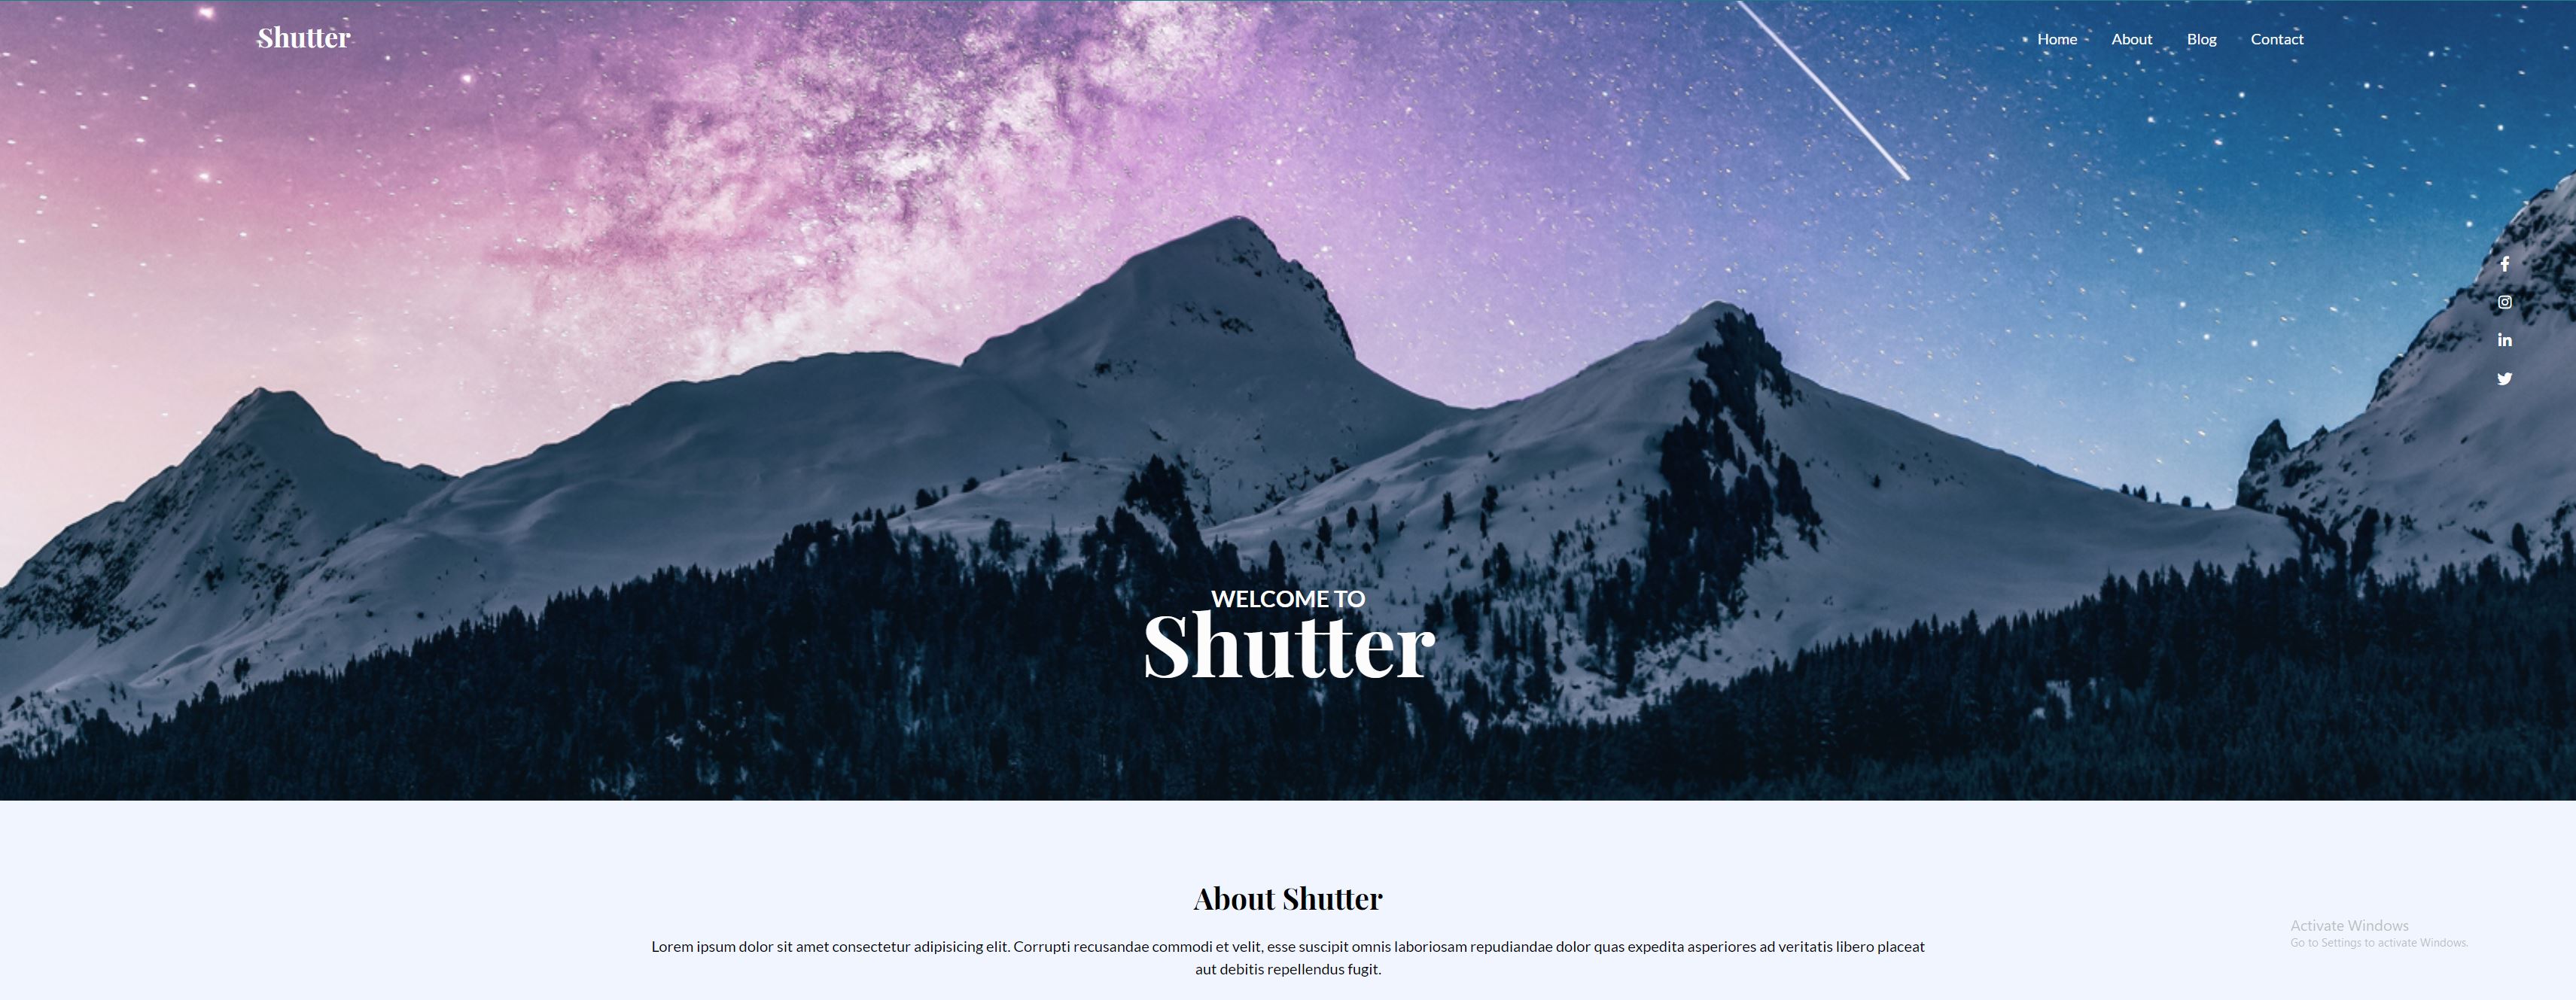 Shutter
Home About Blog Contact
WELCOME TO
Shutter
About Shutter
Lorem ipsum dolor sit amet consectetur adipisicing elit. Corrupti recusandae commodi et velit, esse suscipit omnis laboriosam repudiandae dolor quas expedita asperiores ad veritatis libero placeat
aut debitis repellendus fugit.
Activate Windows
Go to Settings to activate Windows.